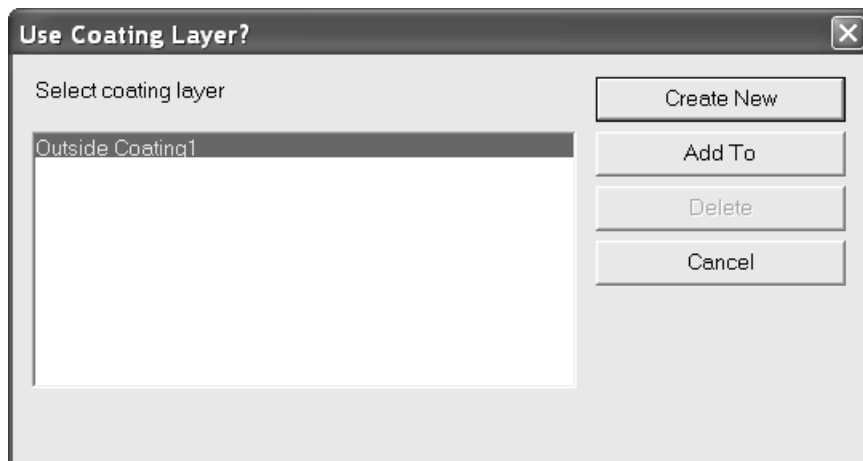 Use Coating Layer?
Select coating layer
Outside Coating1
Create New
Add To
Delete
Cancel